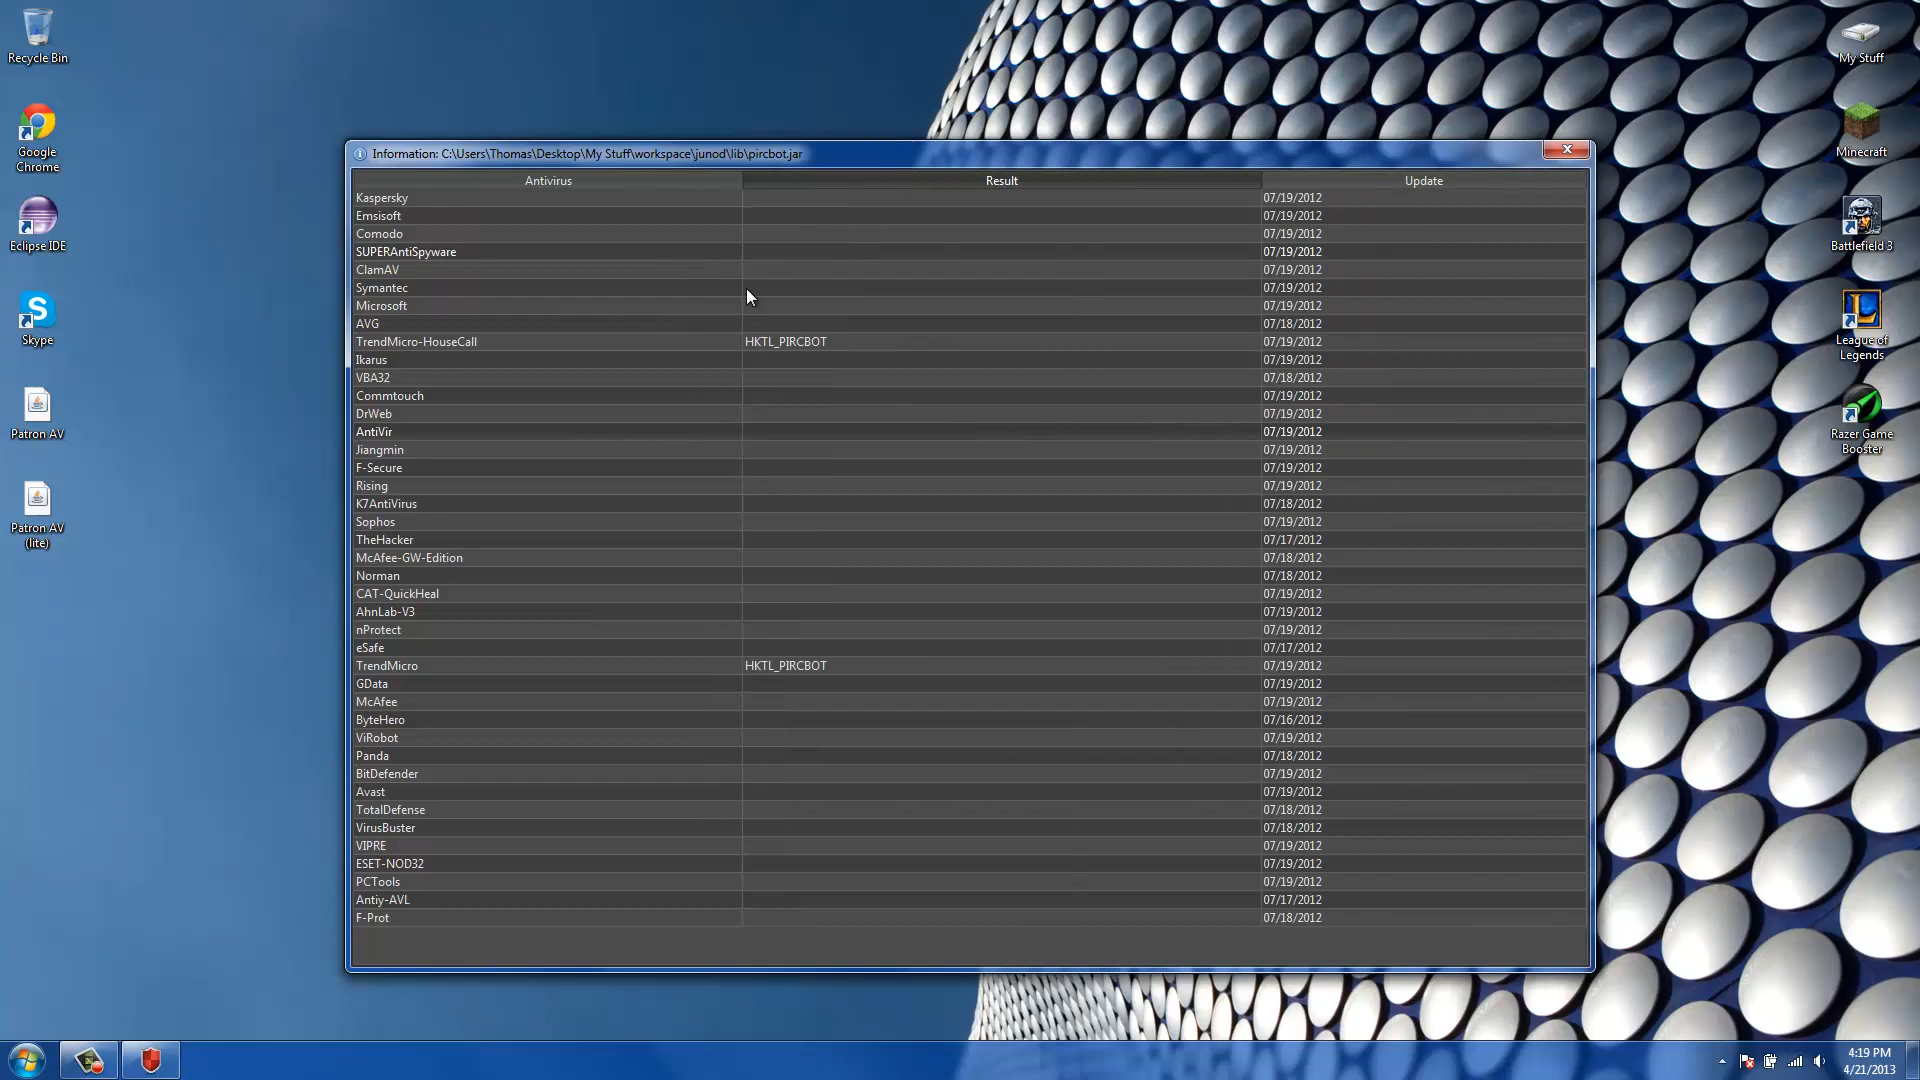 Recycle Bin
Google
Chrome
Eclipse IDE
Skype
Patron AV
Patron AV
(lite)
Information: C:\Users\Thomas\Desktop\My Stuff\workspace\junod\lib\pircbot.jar
Antivirus Result Update
Kaspersky 07/19/2012
Emsisoft 07/19/2012
Comodo 07/19/2012
SUPERAntiSpyware 07/19/2012
ClamAV 07/19/2012
Symantec 07/19/2012
Microsoft 07/19/2012
AVG 07/18/2012
TrendMicro-HouseCall HKTL_PIRCBOT 07/19/2012
Ikarus 07/19/2012
VBA32 07/18/2012
Commtouch 07/19/2012
DrWeb 07/19/2012
AntiVir 07/19/2012
Jiangmin 07/19/2012
F-Secure 07/19/2012
Rising 07/19/2012
K7AntiVirus 07/18/2012
Sophos 07/19/2012
TheHacker 07/17/2012
McAfee-GW-Edition 07/18/2012
Norman 07/18/2012
CAT-QuickHeal 07/19/2012
AhnLab-V3 07/19/2012
nProtect 07/19/2012
eSafe 07/17/2012
TrendMicro HKTL_PIRCBOT 07/19/2012
GData 07/19/2012
McAfee 07/19/2012
ByteHero 07/16/2012
ViRobot 07/19/2012
Panda 07/18/2012
BitDefender 07/19/2012
Avast 07/19/2012
TotalDefense 07/18/2012
VirusBuster 07/18/2012
VIPRE 07/19/2012
ESET-NOD32 07/19/2012
PCTools 07/19/2012
Antiy-AVL 07/17/2012
F-Prot 07/18/2012
My Stuff
Minecraft
Battlefield 3
League of
Legends
Razer Game
Booster
4:19 PM
4/21/2013